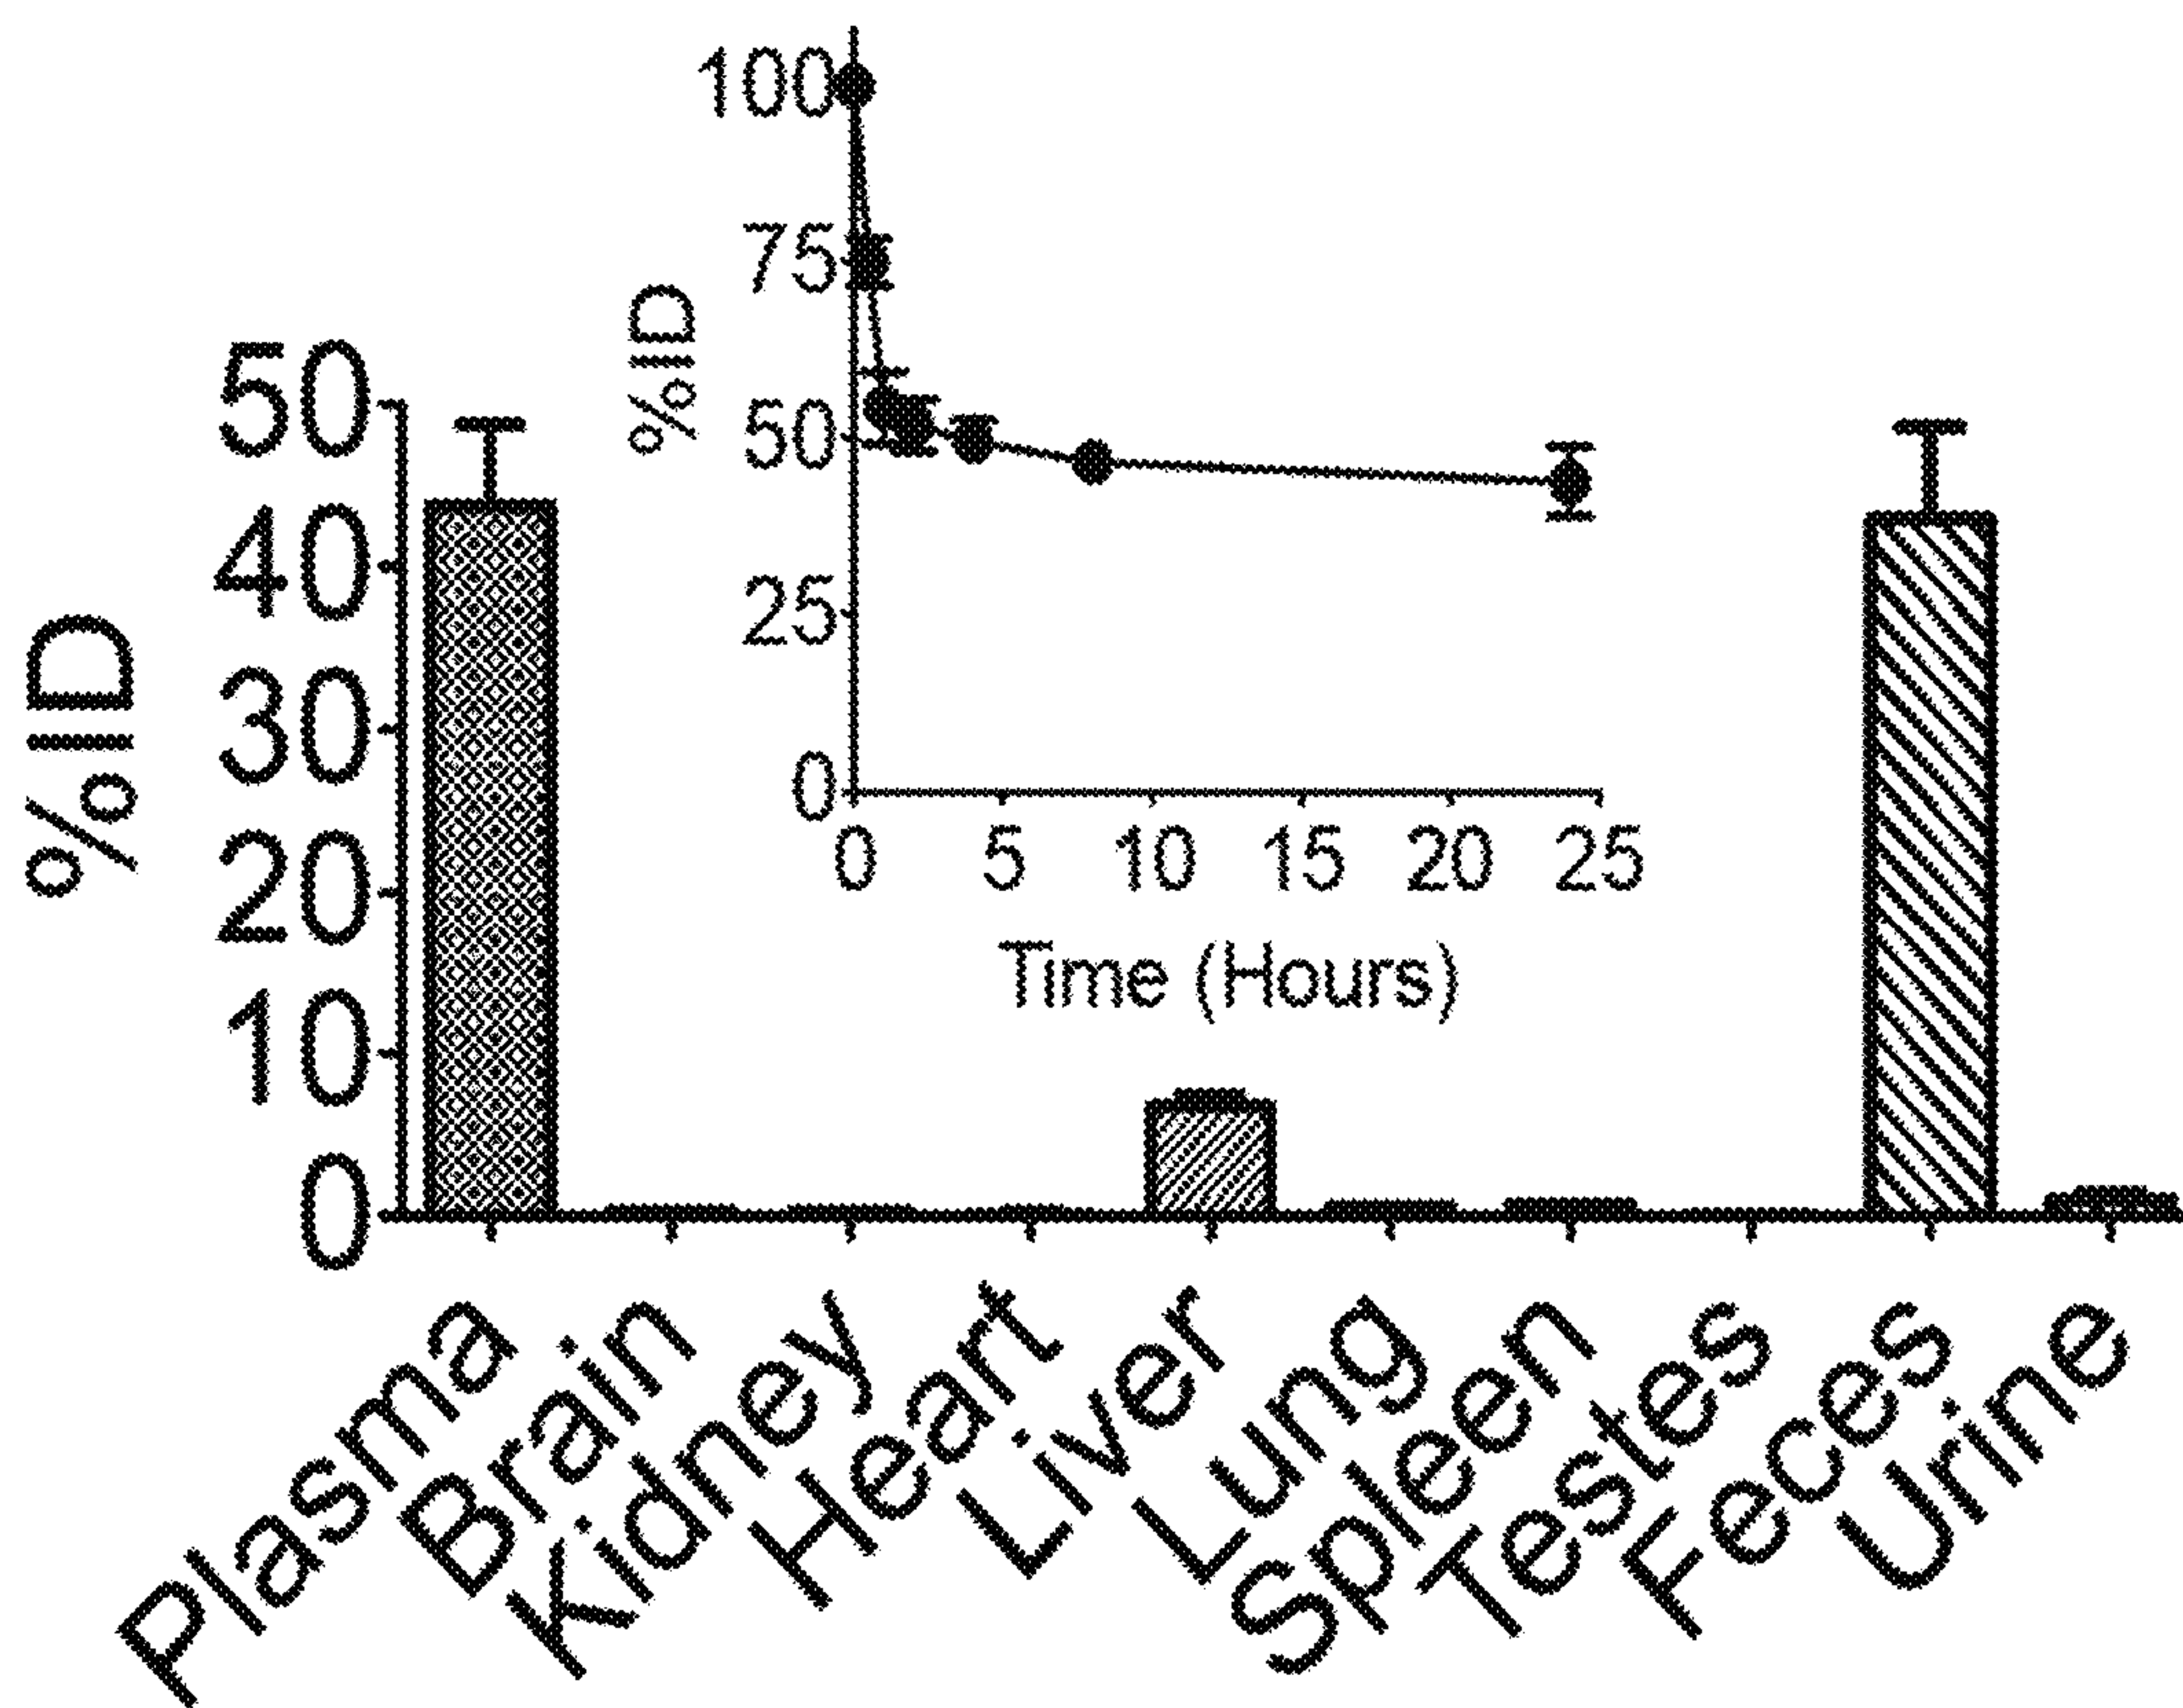 %ID
50
40
30
20
10
0
%ID
100
75
50
25
0
0 5 10 15 20 25
Time (Hours)
Plasma
Brain
Kidney
Heart
Liver
Lung
Spleen
Testes
Feces
Urine